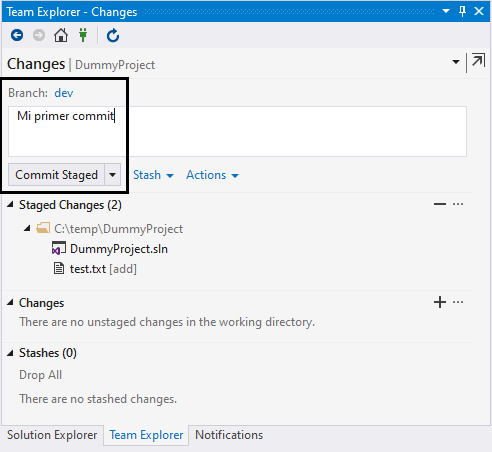 Team Explorer - Changes
Changes | DummyProject
Branch: dev
Mi primer commit
Commit Staged Stash Actions
Staged Changes (2)
C:\temp\DummyProject
DummyProject.sln
test.txt [add]
Changes
There are no unstaged changes in the working directory.
Stashes (0)
Drop All
There are no stashed changes.
Solution Explorer Team Explorer Notifications